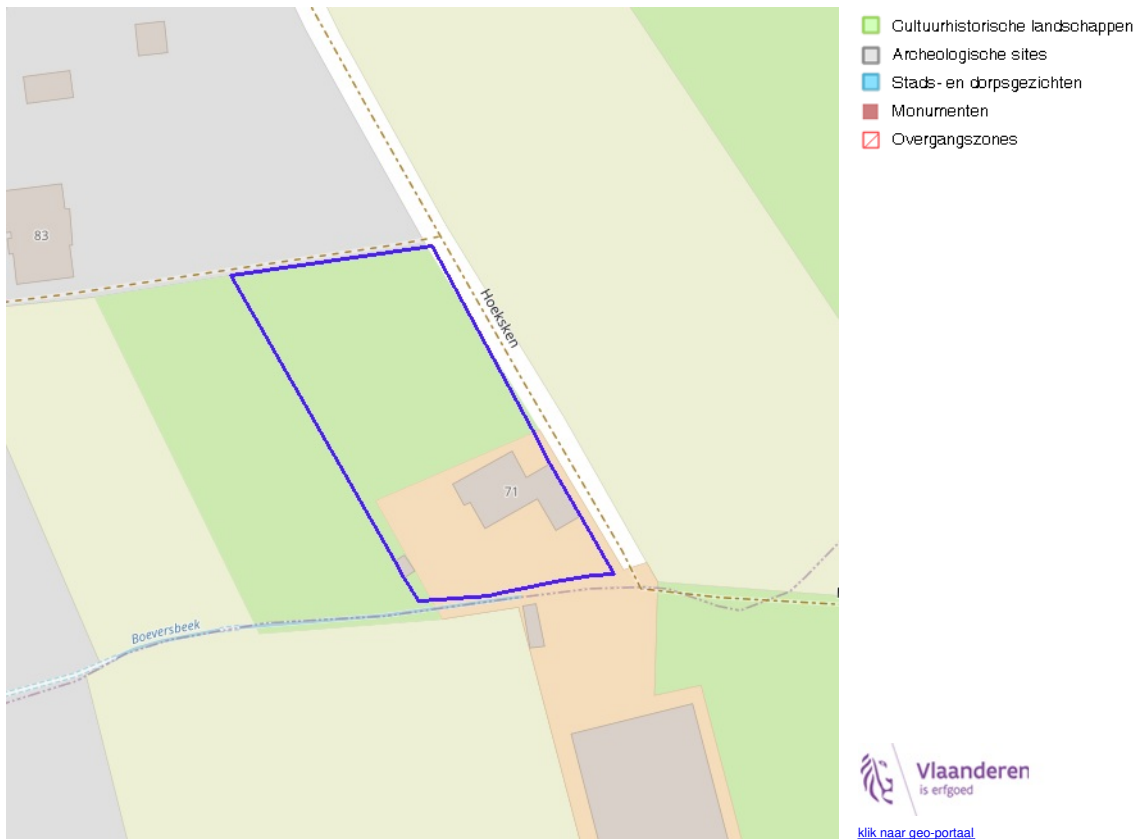 83
Hoeksken
71
Boeversbeek
Cultuurhistorische landschappen
Archeologische sites
Stads- en dorpsgezichten
Monumenten
Overgangszones
Vlaanderen
is erfgoed
klik naar geo-portaal